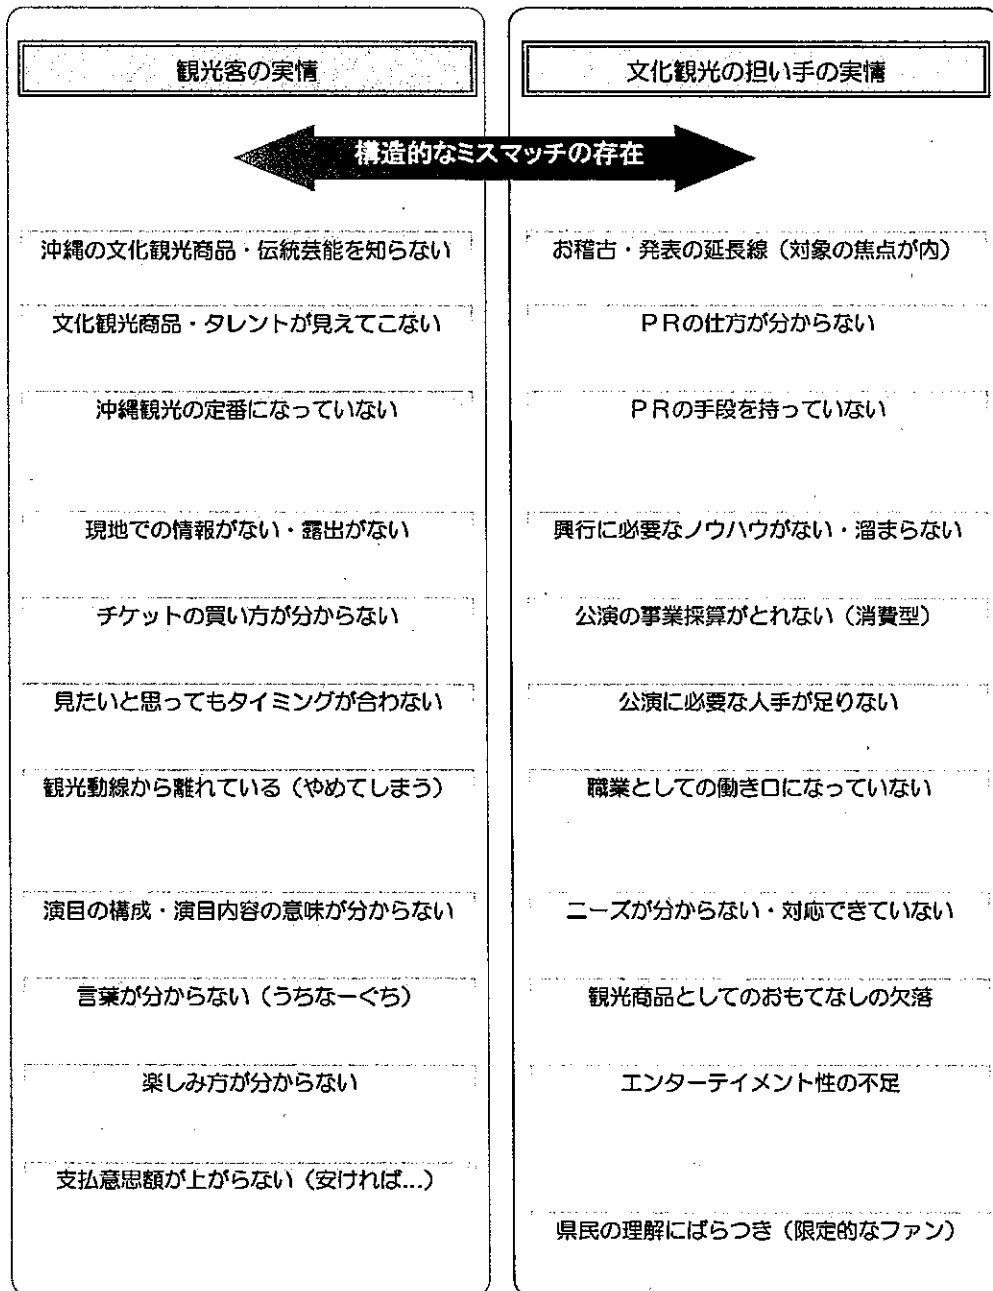 観光客の実情
文化観光の担い手の実情
構造的なミスマッチの存在
沖縄の文化観光商品・伝統芸能を知らない
文化観光商品・タレントが見えてこない
沖縄観光の定番になっていない
現地での情報がない・露出がない
チケットの買い方が分からない
見たいと思ってもタイミングが合わない
観光動線から離れている（やめてしまう）
演目の構成・演目内容の意味が分からない
言葉が分からない（うちなーぐち）
楽しみ方が分からない
支払意思額が上がらない（安ければ...）
お稽古・発表の延長線（対象の焦点が内）
ＰＲの仕方が分からない
ＰＲの手段を持っていない
興行に必要なノウハウがない・溜まらない
公演の事業採算がとれない（消費型）
公演に必要な人手が足りない
職業としての働き口になっていない
ニーズが分からない・対応できていない
観光商品としてのおもてなしの欠落
エンターテイメント性の不足
県民の理解にばらつき（限定的なファン）